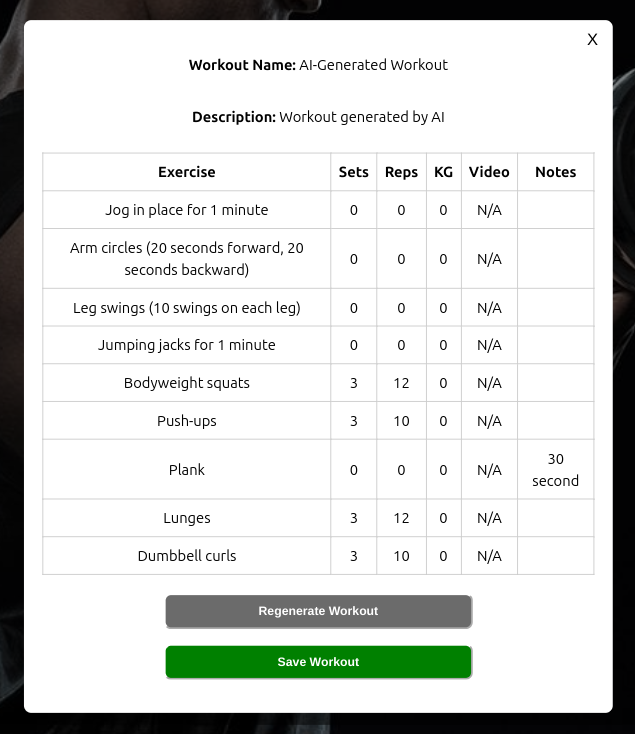 X
Workout Name: AI-Generated Workout
Description: Workout generated by AI
Exercise Sets Reps KG Video Notes
Jog in place for 1 minute 0 0 0 N/A
Arm circles (20 seconds forward, 20
seconds backward) 0 0 0 N/A
Leg swings (10 swings on each leg) 0 0 0 N/A
Jumping jacks for 1 minute 0 0 0 N/A
Bodyweight squats 3 12 0 N/A
Push-ups 3 10 0 N/A
Plank 0 0 0 N/A 30
second
Lunges 3 12 0 N/A
Dumbbell curls 3 10 0 N/A
Regenerate Workout
Save Workout